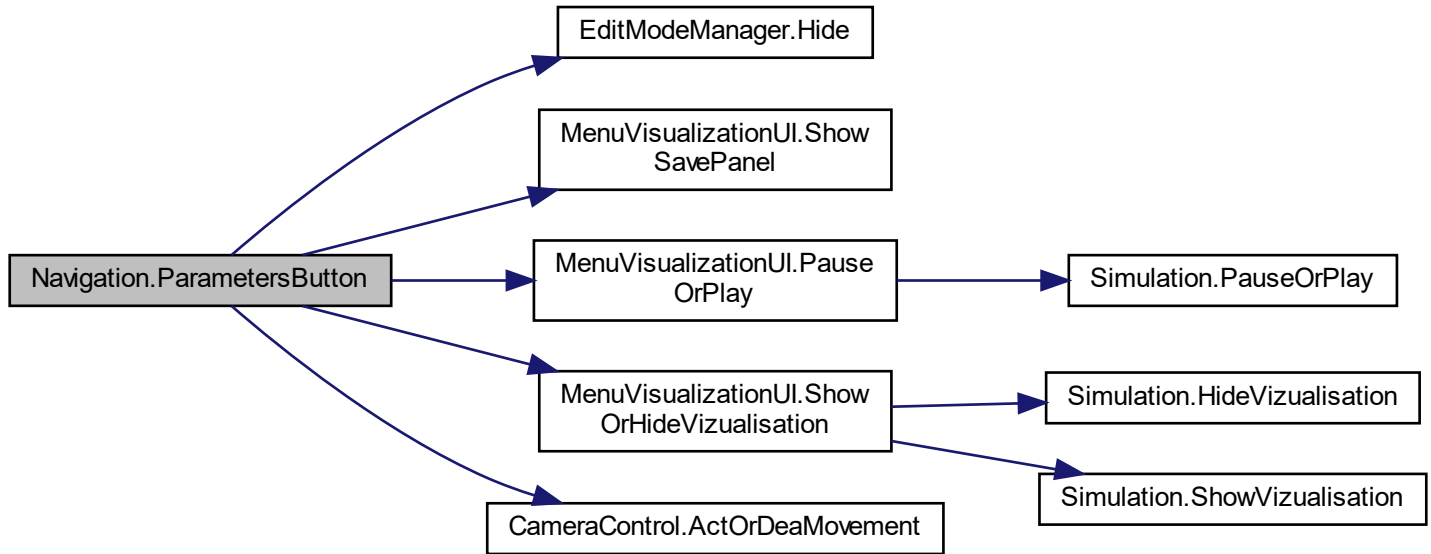 EditModeManager.Hide
MenuVisualizationUI.Show
SavePanel
Navigation.ParametersButton
MenuVisualizationUI.Pause
OrPlay
Simulation.PauseOrPlay
MenuVisualizationUI.Show
OrHideVizualisation
Simulation.HideVizualisation
Simulation.ShowVizualisation
CameraControl.ActOrDeaMovement